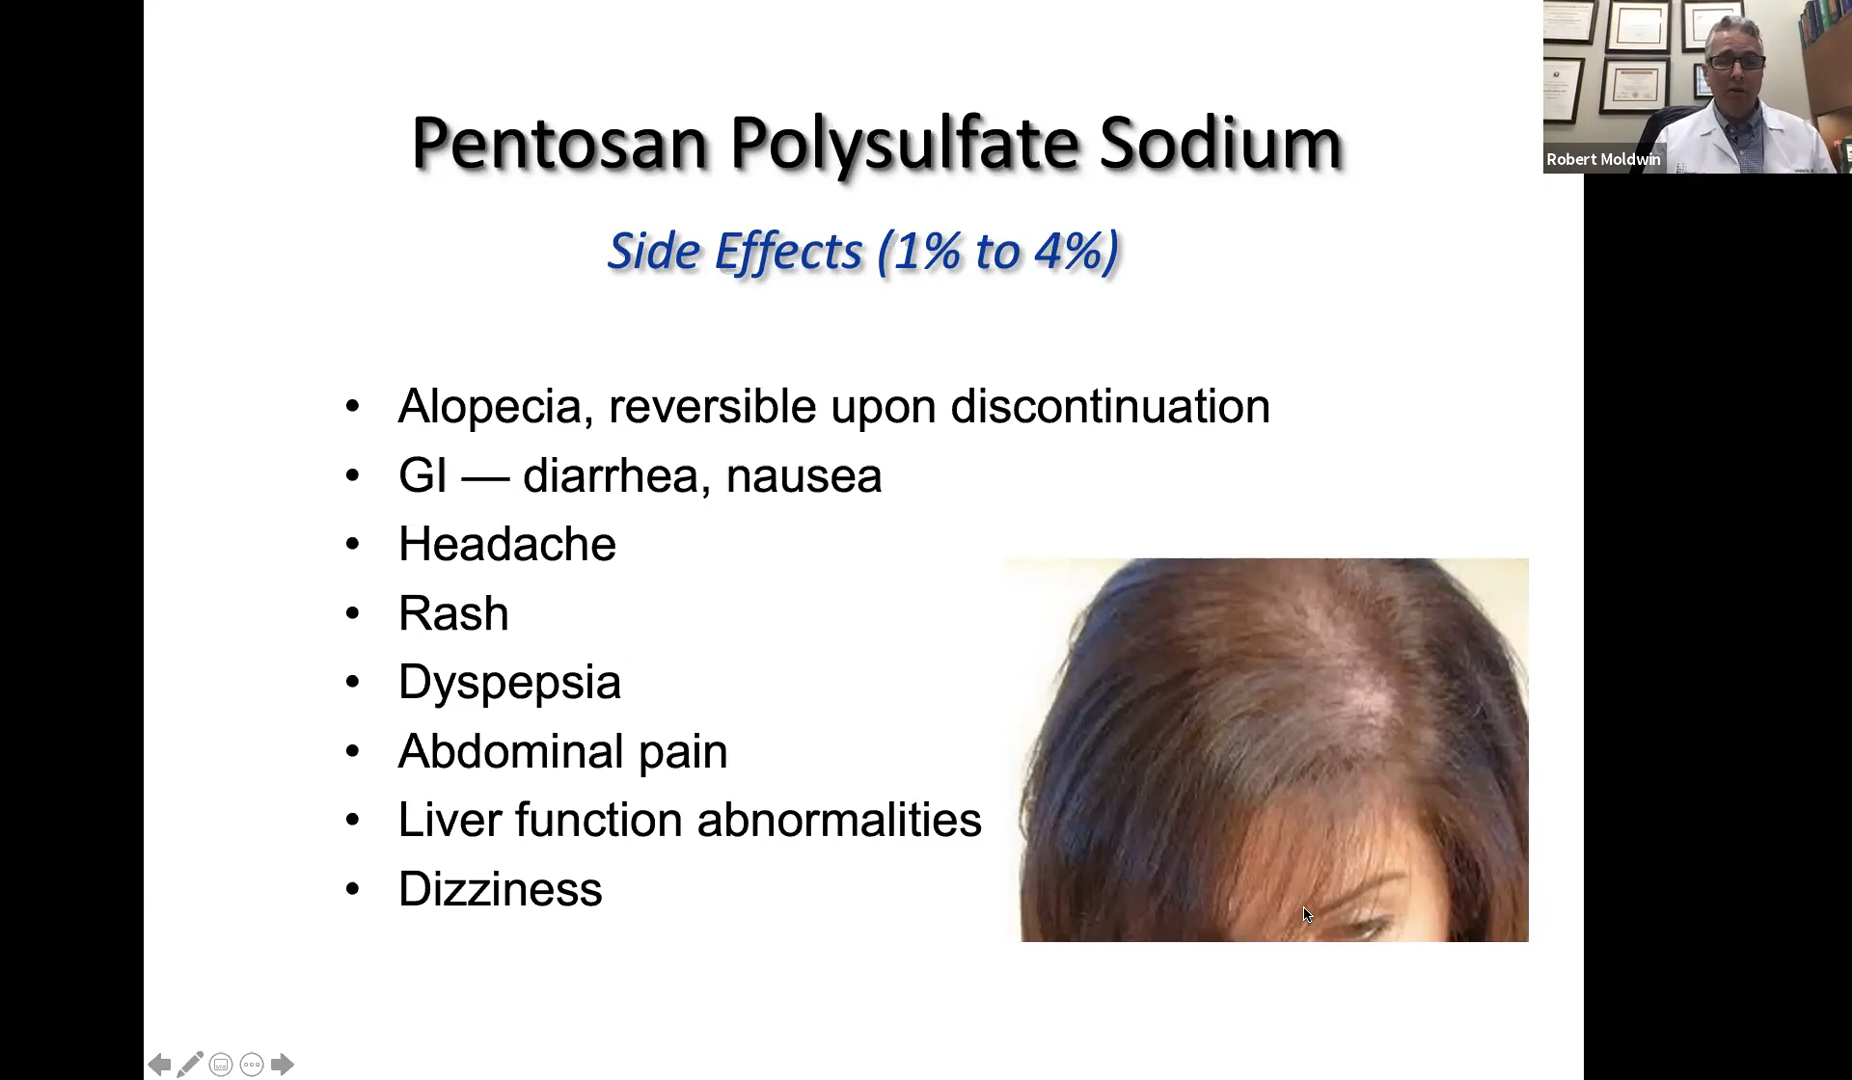 Pentosan Polysulfate Sodium
Side Effects (1% to 4%)
• Alopecia, reversible upon discontinuation
• GI — diarrhea, nausea
• Headache
• Rash
• Dyspepsia
• Abdominal pain
• Liver function abnormalities
• Dizziness
Robert Moldwin